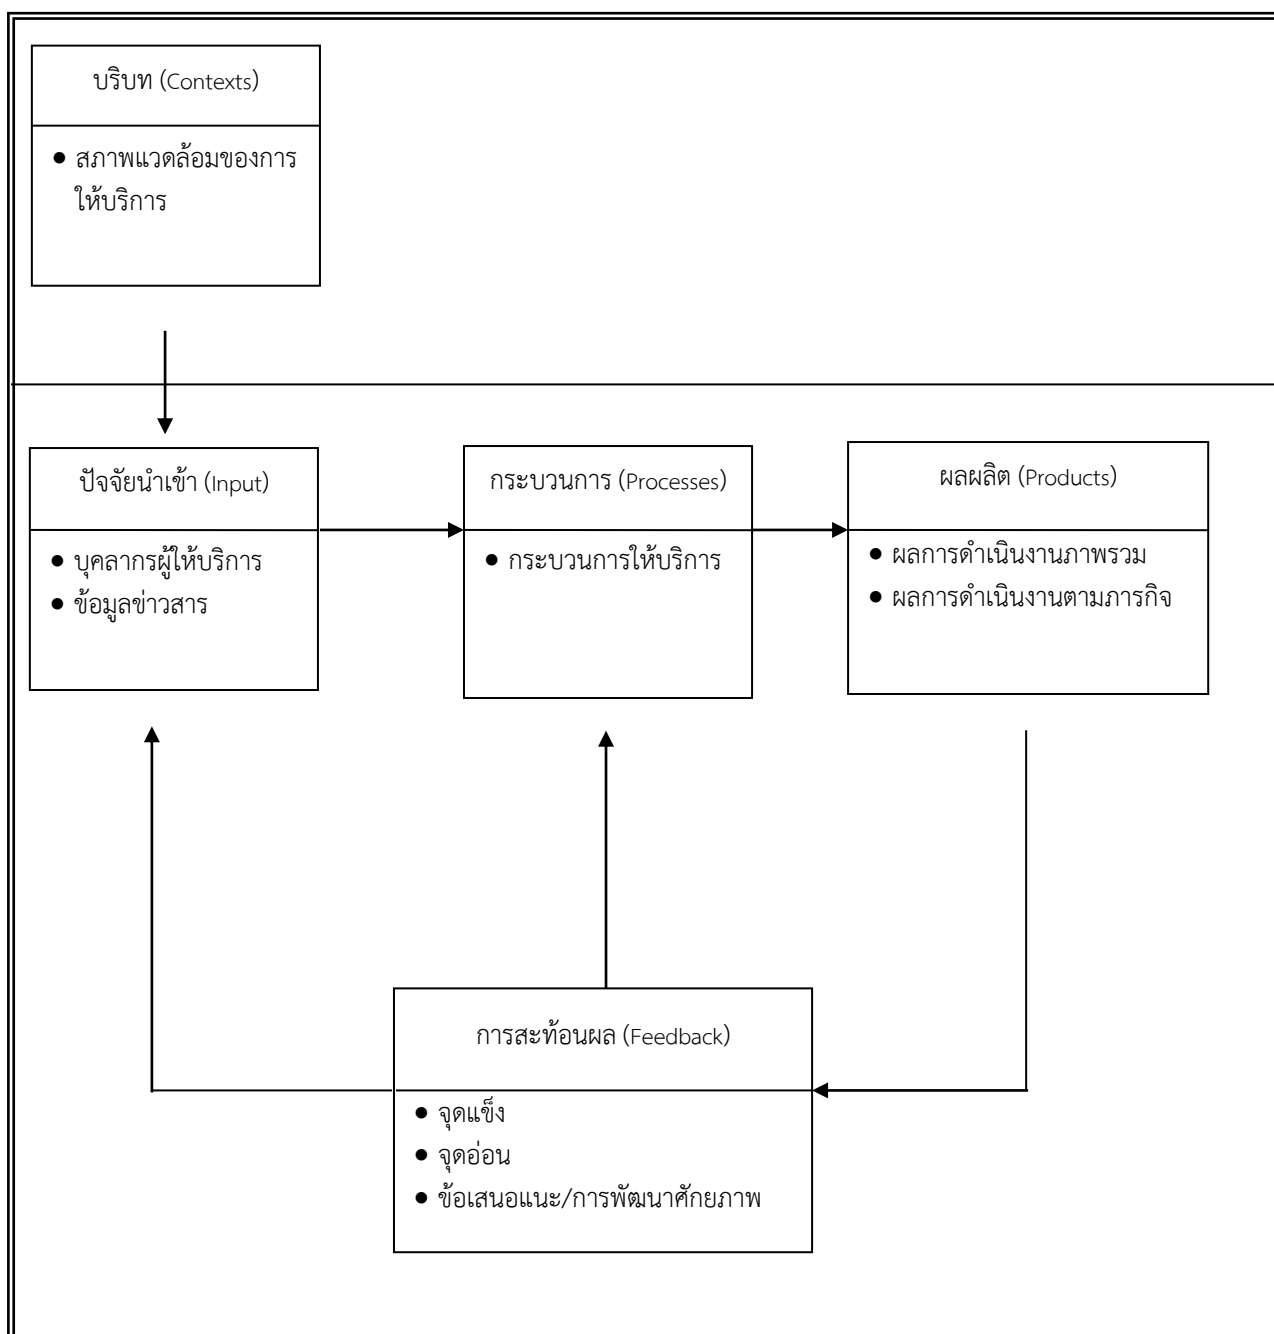 บริบท (Contexts)
● สภาพแวดล้อมของการ
ให้บริการ
ปัจจัยนำเข้า (Input)
● บุคลากรผู้ให้บริการ
● ข้อมูลข่าวสาร
กระบวนการ (Processes)
● กระบวนการให้บริการ
ผลผลิต (Products)
● ผลการดำเนินงานภาพรวม
● ผลการดำเนินงานตามภารกิจ
การสะท้อนผล (Feedback)
● จุดแข็ง
● จุดอ่อน
● ข้อเสนอแนะ/การพัฒนาศักยภาพ